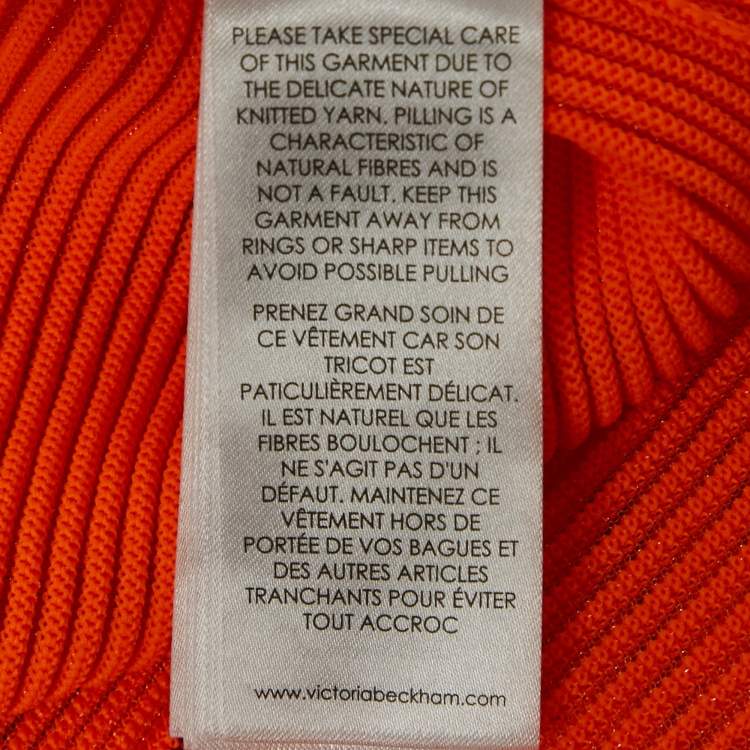 PLEASE TAKE SPECIAL CARE
OF THIS GARMENT DUE TO
THE DELICATE NATURE OF
KNITTED YARN. PILLING IS A
CHARACTERISTIC OF
NATURAL FIBRES AND IS
NOT A FAULT. KEEP THIS
GARMENT AWAY FROM
RINGS OR SHARP ITEMS TO
AVOID POSSIBLE PULLING
PRENEZ GRAND SOIN DE
CE VÊTEMENT CAR SON
TRICOT EST
PATICULIÈREMENT DÉLICAT.
IL EST NATUREL QUE LES
FIBRES BOULOCHENT ; IL
NE S'AGIT PAS D'UN
DÉFAUT. MAINTENEZ CE
VÊTEMENT HORS DE
PORTÉE DE VOS BAGUES ET
DES AUTRES ARTICLES
TRANCHANTS POUR ÉVITER
TOUT ACCROC
www.victoriabeckham.com